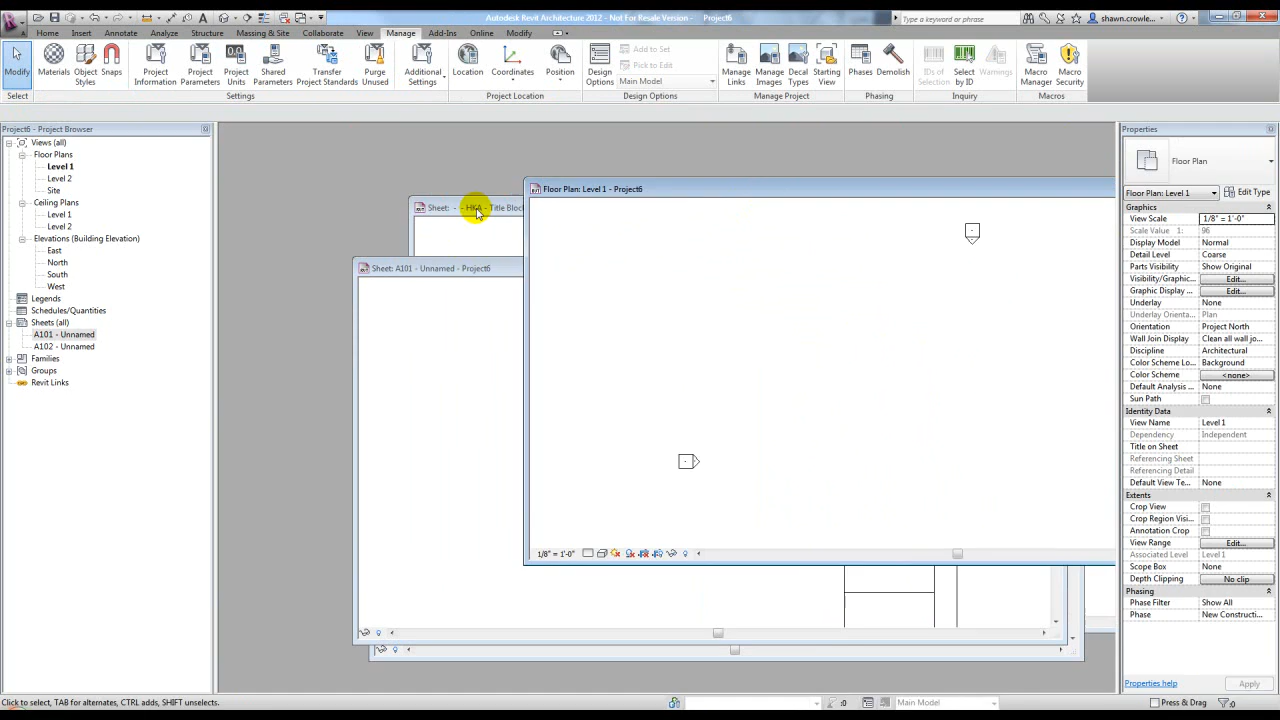 Autodesk Revit Architecture 2012 - Not For Resale Version - Project6
Type a keyword or phrase
shawn.crowle...
Home Insert Annotate Analyze Structure Massing & Site Collaborate View Manage Add-Ins Online Modify
Modify
Materials
Object Styles
Snaps
Project Information
Project Parameters
Project Units
Shared Parameters
Transfer Project Standards
Purge Unused
Additional Settings
Location
Coordinates
Position
Design Options
Add to Set
Pick to Edit
Main Model
Manage Links
Manage Images
Decal Types
Starting View
Phases
Demolish
IDs of Selection
Select by ID
Warnings
Macro Manager
Macro Security
Select
Settings
Project Location
Design Options
Manage Project
Phasing
Inquiry
Macros
Project6 - Project Browser
Views (all)
Floor Plans
Level 1
Level 2
Site
Ceiling Plans
Level 1
Level 2
Elevations (Building Elevation)
East
North
South
West
Legends
Schedules/Quantities
Sheets (all)
A101 - Unnamed
A102 - Unnamed
Families
Groups
Revit Links
Sheet: - - HKA - Title Block
Floor Plan: Level 1 - Project6
Sheet: A101 - Unnamed - Project6
1/8" = 1'-0"
Properties
Floor Plan
Floor Plan: Level 1
Edit Type
Graphics
View Scale 1/8" = 1'-0"
Scale Value 1: 96
Display Model Normal
Detail Level Coarse
Parts Visibility Show Original
Visibility/Graphic... Edit...
Graphic Display ... Edit...
Underlay None
Underlay Orienta... Plan
Orientation Project North
Wall Join Display Clean all wall jo...
Discipline Architectural
Color Scheme Lo... Background
Color Scheme <none>
Default Analysis ... None
Sun Path
Identity Data
View Name Level 1
Dependency Independent
Title on Sheet
Referencing Sheet
Referencing Detail
Default View Te... None
Extents
Crop View
Crop Region Visi...
Annotation Crop
View Range Edit...
Associated Level Level 1
Scope Box None
Depth Clipping No clip
Phasing
Phase Filter Show All
Phase New Constructi...
Properties help
Apply
Click to select, TAB for alternates, CTRL adds, SHIFT unselects.
:0
Main Model
Press & Drag
:0